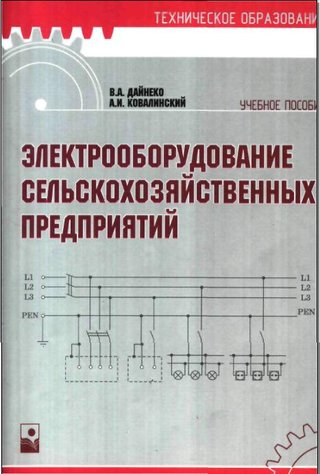 ТЕХНИЧЕСКОЕ ОБРАЗОВАНИ
В.А. ДАЙНЕКО
А.И. КОВАЛИНСКИЙ
УЧЕБНОЕ ПОСОБИ
ЭЛЕКТРООБОРУДОВАНИЕ
СЕЛЬСКОХОЗЯЙСТВЕННЫХ
ПРЕДПРИЯТИЙ
L1 L1
L2 L2
L3 L3
PEN PEN